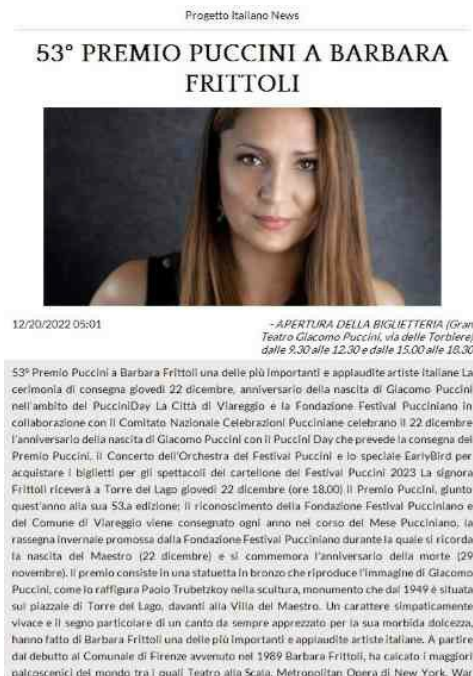 Progetto Italiano News
53° PREMIO PUCCINI A BARBARA
FRITTOLI
12/20/2022 05:01
- APERTURA DELLA BIGLIETTERIA (Gran
Teatro Giacomo Puccini, via delle Torbiere)
dalle 9.30 alle 12.30 e dalle 15.00 alle 18.30
53° Premio Puccini a Barbara Frittoli una delle più importanti e applaudite artiste italiane La
cerimonia di consegna giovedì 22 dicembre, anniversario della nascita di Giacomo Puccini
nell'ambito del PucciniDay La Città di Viareggio e la Fondazione Festival Pucciniano in
collaborazione con il Comitato Nazionale Celebrazioni Pucciniane celebrano il 22 dicembre
l'anniversario della nascita di Giacomo Puccini con il Puccini Day che prevede la consegna del
Premio Puccini, il Concerto dell'Orchestra del Festival Puccini e lo speciale EarlyBird per
acquistare i biglietti per gli spettacoli del cartellone del Festival Puccini 2023 La signora
Frittoli riceverà a Torre del Lago giovedì 22 dicembre (ore 18.00) il Premio Puccini, giunto
quest'anno alla sua 53.a edizione; il riconoscimento della Fondazione Festival Pucciniano e
del Comune di Viareggio viene consegnato ogni anno nel corso del Mese Pucciniano, la
rassegna invernale promossa dalla Fondazione Festival Pucciniano durante la quale si ricorda
la nascita del Maestro (22 dicembre) e si commemora l'anniversario della morte (29
novembre). Il premio consiste in una statuetta in bronzo che riproduce l'immagine di Giacomo
Puccini, come lo raffigura Paolo Trubetzkoy nella scultura, monumento che dal 1949 è situata
sul piazzale di Torre del Lago, davanti alla Villa del Maestro. Un carattere simpaticamente
vivace e il segno particolare di un canto da sempre apprezzato per la sua morbida dolcezza,
hanno fatto di Barbara Frittoli una delle più importanti e applaudite artiste italiane. A partire
dal debutto al Comunale di Firenze avvenuto nel 1989 Barbara Frittoli, ha calcato i maggiori
palcoscenici del mondo tra i quali Teatro alla Scala, Metropolitan Opera di New York, War